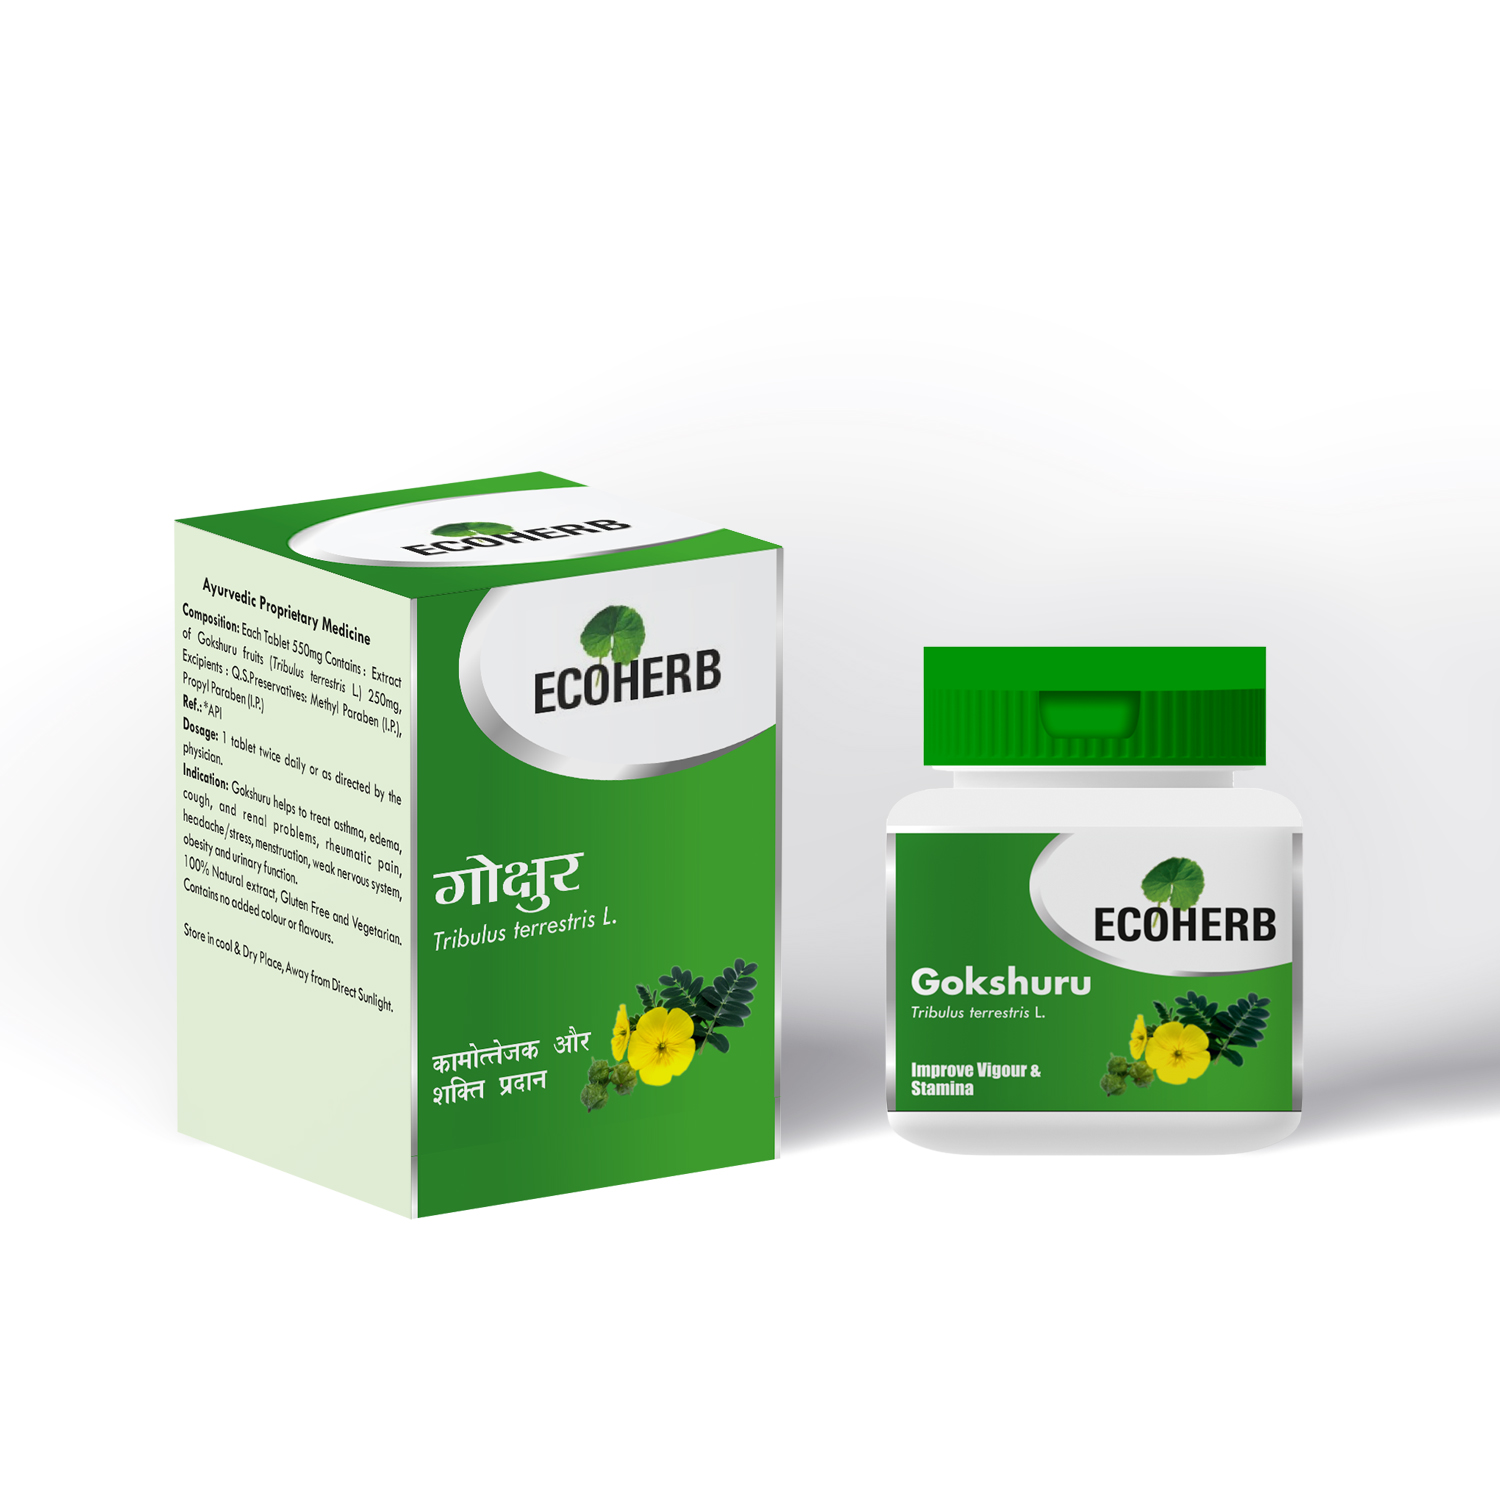 ECOHERB
Ayurvedic Proprietary Medicine
Composition: Each Tablet 550mg Contains : Extract
of Gokshuru fruits (Tribulus terrestris L.) 250mg,
Excipients : Q.S.Preservatives: Methyl Paraben (I.P.),
Propyl Paraben (I.P.)
Ref.: *API
Dosage: 1 tablet twice daily or as directed by the
physician.
Indication: Gokshuru helps to treat asthma, edema,
cough, and renal problems, rheumatic pain,
headache/stress, menstruation, weak nervous system,
obesity and urinary function.
100% Natural extract, Gluten Free and Vegetarian.
Contains no added colour or flavours.
Store in cool & Dry Place, Away from Direct Sunlight.
ECOHERB
गोक्षुर
Tribulus terrestris L.
कामोत्तेजक और
शक्ति प्रदान
ECOHERB
Gokshuru
Tribulus terrestris L.
Improve Vigour &
Stamina